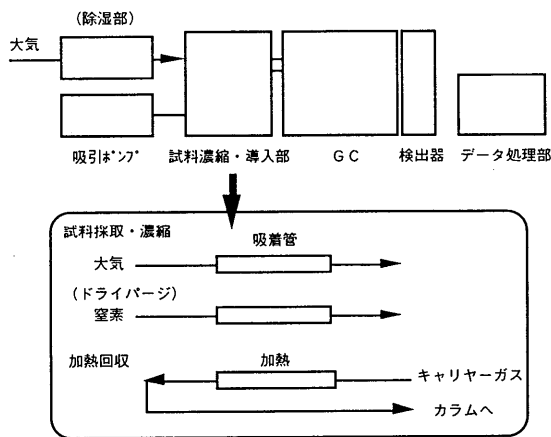 （除湿部）
大気
吸引ﾎﾟﾝﾌﾟ
試料濃縮・導入部
ＧＣ
検出器
データ処理部
試料採取・濃縮
吸着管
大気
（ドライパージ）
窒素
加熱回収
加熱
キャリヤーガス
カラムへ